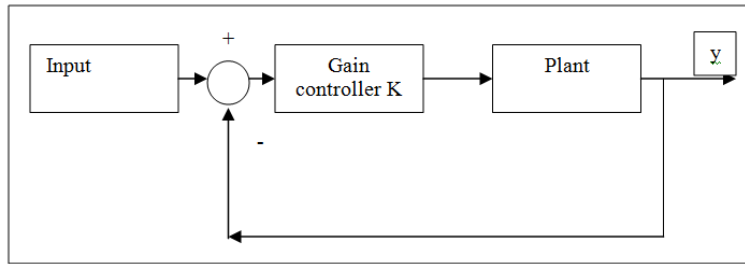 +
Input
Gain
controller K
Plant
y
-